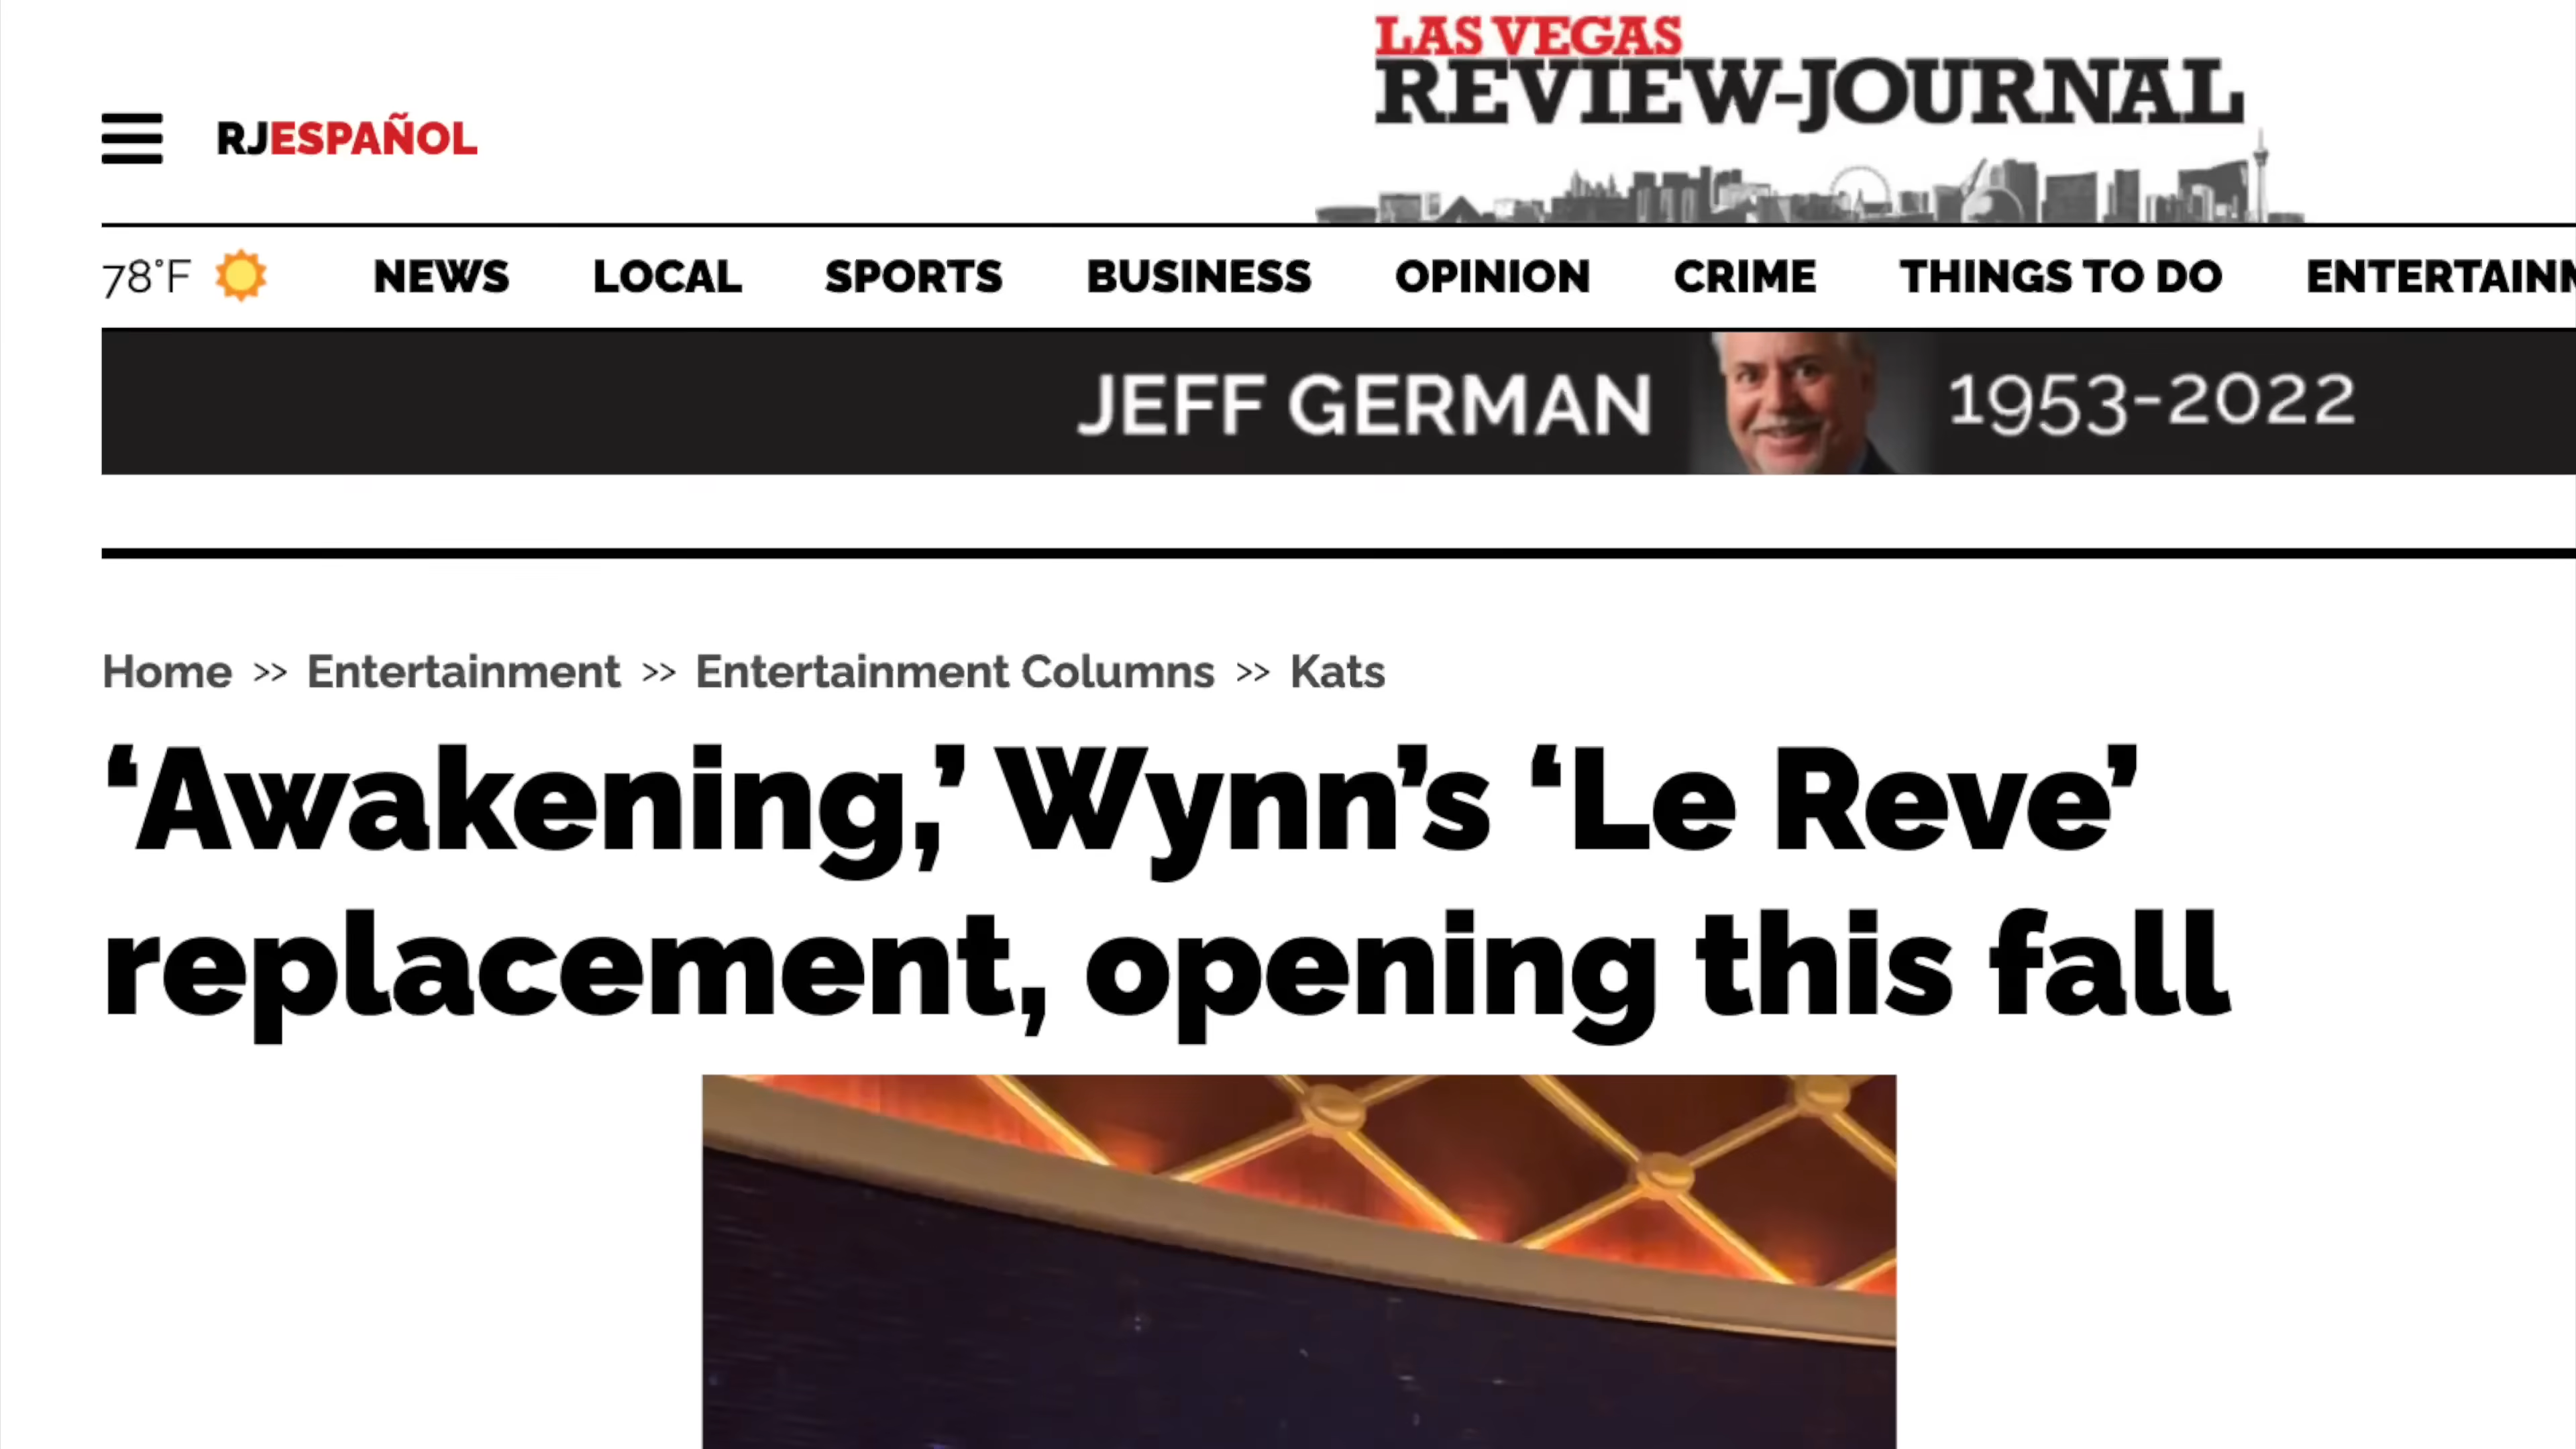 LAS VEGAS
REVIEW-JOURNAL
RJESPAÑOL
78°F NEWS LOCAL SPORTS BUSINESS OPINION CRIME THINGS TO DO ENTERTAINM
JEFF GERMAN 1953-2022
Home >> Entertainment >> Entertainment Columns >> Kats
‘Awakening,’ Wynn’s ‘Le Reve’
replacement, opening this fall